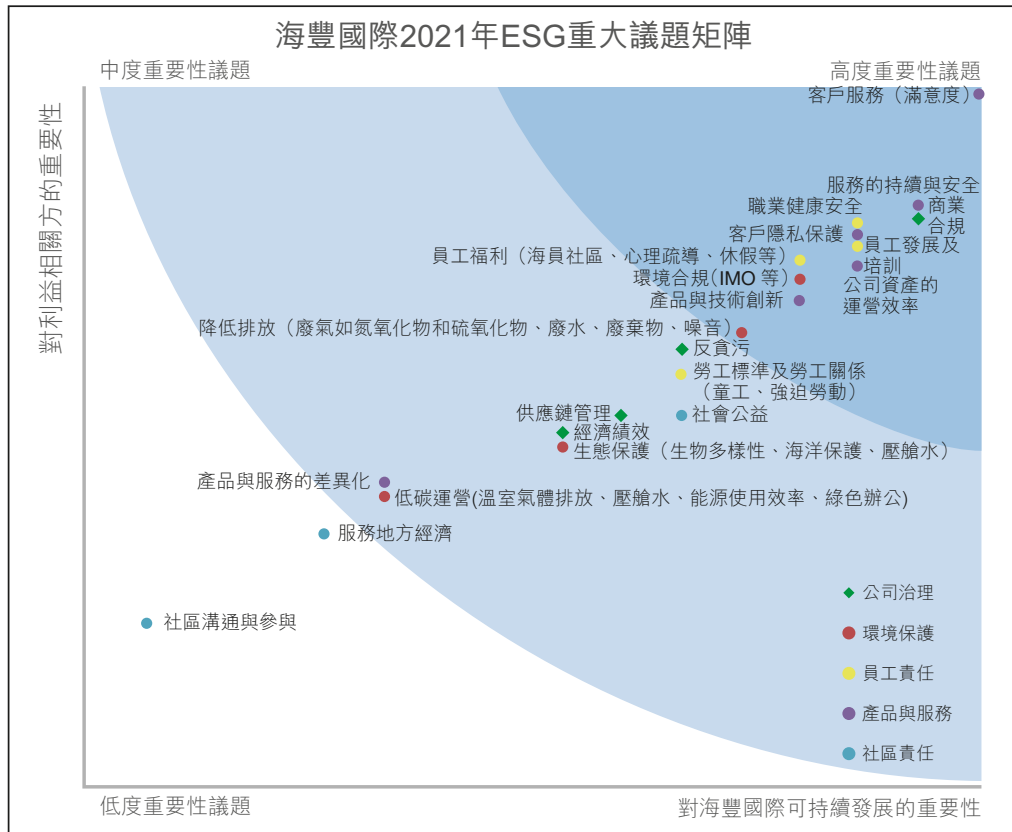 海豐國際2021年ESG重大議題矩陣
中度重要性議題
高度重要性議題
對利益相關方的重要性
客戶服務（滿意度）
服務的持續與安全
職業健康安全
商業
合規
客戶隱私保護
員工發展及
培訓
員工福利（海員社區、心理疏導、休假等）
環境合規（IMO 等）
公司資產的
運營效率
產品與技術創新
降低排放（廢氣如氮氧化物和硫氧化物、廢水、廢棄物、噪音）
反貪污
勞工標準及勞工關係
（童工、強迫勞動）
供應鏈管理
社會公益
經濟績效
生態保護（生物多樣性、海洋保護、壓艙水）
產品與服務的差異化
低碳運營(溫室氣體排放、壓艙水、能源使用效率、綠色辦公)
服務地方經濟
社區溝通與參與
公司治理
環境保護
員工責任
產品與服務
社區責任
低度重要性議題
對海豐國際可持續發展的重要性